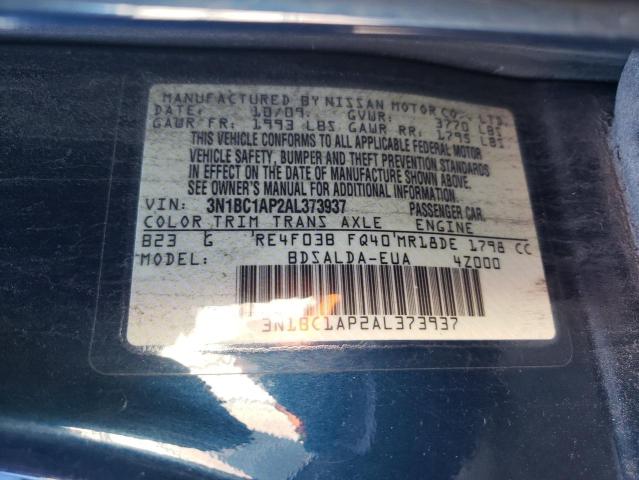 MANUFACTURED BY NISSAN MOTOR CO., LTD.
DATE: 10/09 GVWR: 3770 LBS
GAWR FR: 1993 LBS GAWR RR: 1795 LBS
THIS VEHICLE CONFORMS TO ALL APPLICABLE FEDERAL MOTOR
VEHICLE SAFETY, BUMPER AND THEFT PREVENTION STANDARDS
IN EFFECT ON THE DATE OF MANUFACTURE SHOWN ABOVE.
SEE OWNER'S MANUAL FOR ADDITIONAL INFORMATION.
VIN: 3N1BC1AP2AL373937 PASSENGER CAR
COLOR TRIM TRANS AXLE ENGINE
B23 G RE4F03B FQ40 MR18DE 1798 CC
MODEL: BDSALDA-EUA 4Z000
3N1BC1AP2AL373937